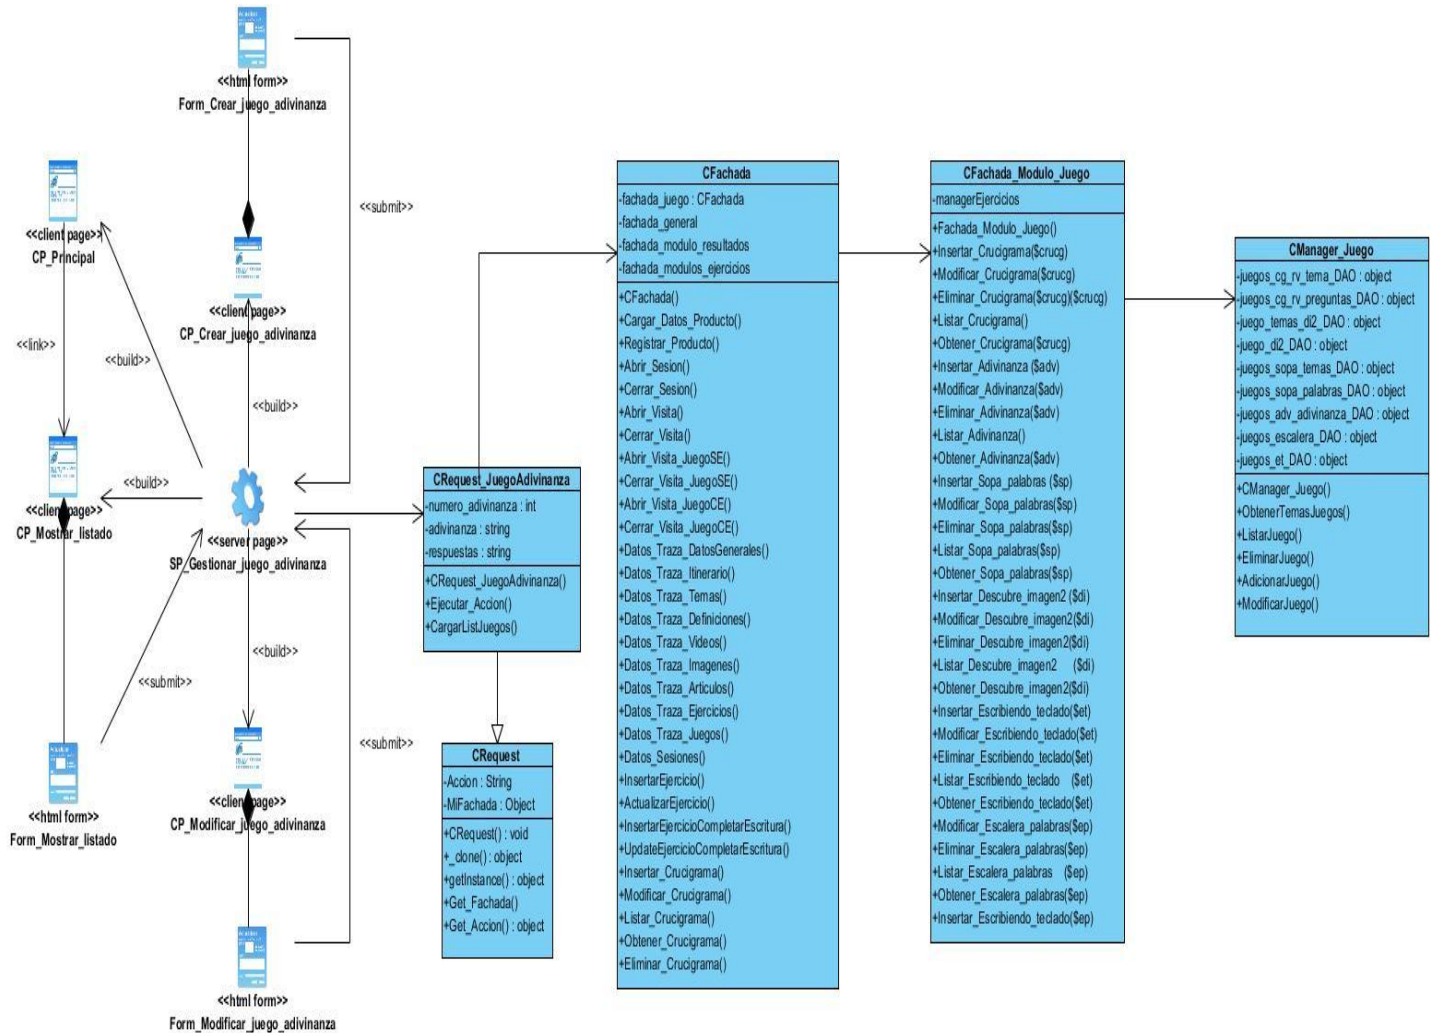 <<html form>>
Form_Crear_juego_adivinanza
<<submit>>
<<client page>>
CP_Principal
<<client page>>
CP_Crear_juego_adivinanza
<<link>>
<<build>>
<<build>>
<<build>>
<<client page>>
CP_Mostrar_listado
<<server page>>
SP_Gestionar_juego_adivinanza
<<build>>
<<submit>>
<<submit>>
<<client page>>
CP_Modificar_juego_adivinanza
<<html form>>
Form_Mostrar_listado
<<html form>>
Form_Modificar_juego_adivinanza
CRequest_JuegoAdivinanza
-numero_adivinanza : int
-adivinanza : string
-respuestas : string
+CRequest_JuegoAdivinanza()
+Ejecutar_Accion()
+CargarListJuegos()
CRequest
-Accion : String
-MiFachada : Object
+CRequest() : void
+_clone() : object
+getInstance() : object
+Get_Fachada()
+Get_Accion() : object
CFachada
-fachada_juego : CFachada
-fachada_general
-fachada_modulo_resultados
-fachada_modulos_ejercicios
+CFachada()
+Cargar_Datos_Producto()
+Registrar_Producto()
+Abrir_Sesion()
+Cerrar_Sesion()
+Abrir_Visita()
+Cerrar_Visita()
+Abrir_Visita_JuegoSE()
+Cerrar_Visita_JuegoSE()
+Abrir_Visita_JuegoCE()
+Cerrar_Visita_JuegoCE()
+Datos_Traza_DatosGenerales()
+Datos_Traza_Itinerario()
+Datos_Traza_Temas()
+Datos_Traza_Definiciones()
+Datos_Traza_Videos()
+Datos_Traza_Imagenes()
+Datos_Traza_Articulos()
+Datos_Traza_Ejercicios()
+Datos_Traza_Juegos()
+Datos_Sesiones()
+InsertarEjercicio()
+ActualizarEjercicio()
+InsertarEjercicioCompletarEscritura()
+UpdateEjercicioCompletarEscritura()
+Insertar_Crucigrama()
+Modificar_Crucigrama()
+Listar_Crucigrama()
+Obtener_Crucigrama()
+Eliminar_Crucigrama()
CFachada_Modulo_Juego
-managerEjercicios
+Fachada_Modulo_Juego()
+Insertar_Crucigrama($crucg)
+Modificar_Crucigrama($crucg)
+Eliminar_Crucigrama($crucg)($crucg)
+Listar_Crucigrama()
+Obtener_Crucigrama($crucg)
+Insertar_Adivinanza ($adv)
+Modificar_Adivinanza($adv)
+Eliminar_Adivinanza($adv)
+Listar_Adivinanza()
+Obtener_Adivinanza($adv)
+Insertar_Sopa_palabras ($sp)
+Modificar_Sopa_palabras($sp)
+Eliminar_Sopa_palabras($sp)
+Listar_Sopa_palabras($sp)
+Obtener_Sopa_palabras($sp)
+Insertar_Descubre_imagen2 ($di)
+Modificar_Descubre_imagen2($di)
+Eliminar_Descubre_imagen2($di)
+Listar_Descubre_imagen2 ($di)
+Obtener_Descubre_imagen2($di)
+Insertar_Escribiendo_teclado($et)
+Modificar_Escribiendo_teclado($et)
+Eliminar_Escribiendo_teclado($et)
+Listar_Escribiendo_teclado ($et)
+Obtener_Escribiendo_teclado($et)
+Modificar_Escalera_palabras($ep)
+Eliminar_Escalera_palabras($ep)
+Listar_Escalera_palabras ($ep)
+Obtener_Escalera_palabras($ep)
+Insertar_Escribiendo_teclado($ep)
CManager_Juego
-juegos_cg_rv_tema_DAO : object
-juegos_cg_rv_preguntas_DAO : object
-juego_temas_di2_DAO : object
-juego_di2_DAO : object
-juegos_sopa_temas_DAO : object
-juegos_sopa_palabras_DAO : object
-juegos_adv_adivinanza_DAO : object
-juegos_escalera_DAO : object
-juegos_et_DAO : object
+CManager_Juego()
+ObtenerTemasJuegos()
+ListarJuego()
+EliminarJuego()
+AdicionarJuego()
+ModificarJuego()